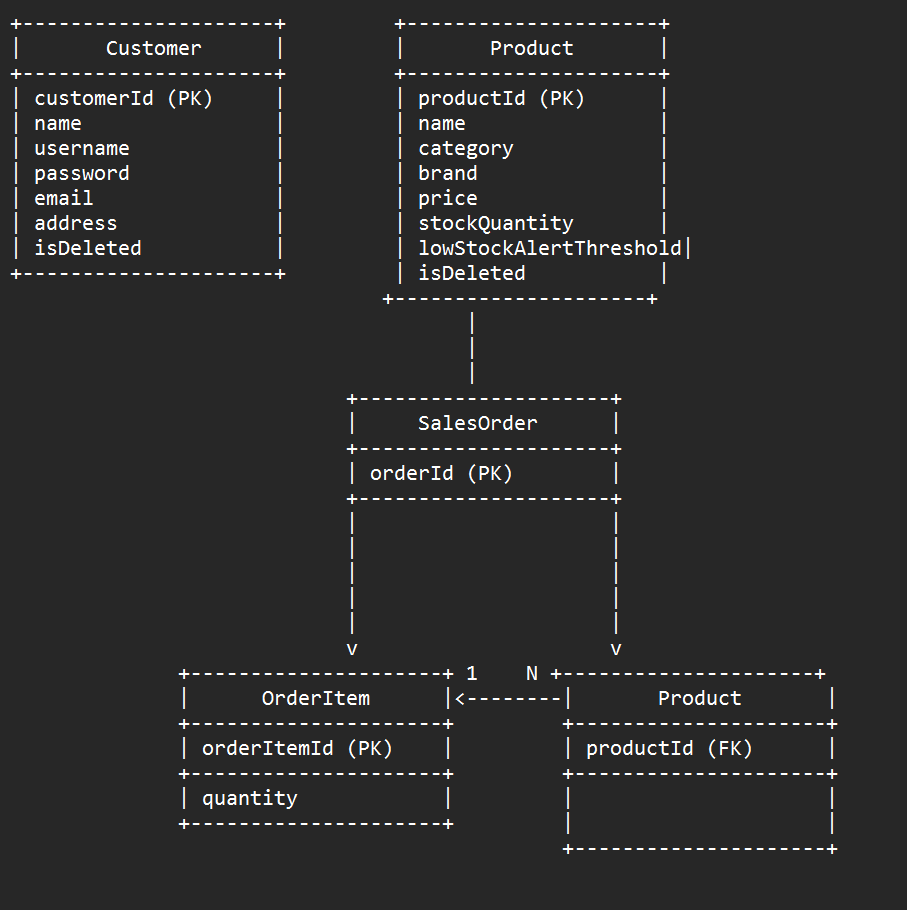 +---------------------+         +---------------------+
|       Customer      |         |       Product       |
+---------------------+         +---------------------+
| customerId (PK)     |         | productId (PK)      |
| name                |         | name                |
| username            |         | category            |
| password            |         | brand               |
| email               |         | price               |
| address             |         | stockQuantity       |
| isDeleted           |         | lowStockAlertThreshold|
+---------------------+         | isDeleted           |
                               +---------------------+
                                      |
                                      |
                                      |
                            +---------------------+
                            |     SalesOrder      |
                            +---------------------+
                            | orderId (PK)        |
                            +---------------------+
                            |                     |
                            |                     |
                            |                     |
                            |                     |
                            |                     |
                            v                     v
              +---------------------+ 1    N +---------------------+
              |      OrderItem      |<--------|       Product       |
              +---------------------+         +---------------------+
              | orderItemId (PK)    |         | productId (FK)      |
              +---------------------+         +---------------------+
              | quantity            |         |                     |
              +---------------------+         |                     |
                                              +---------------------+